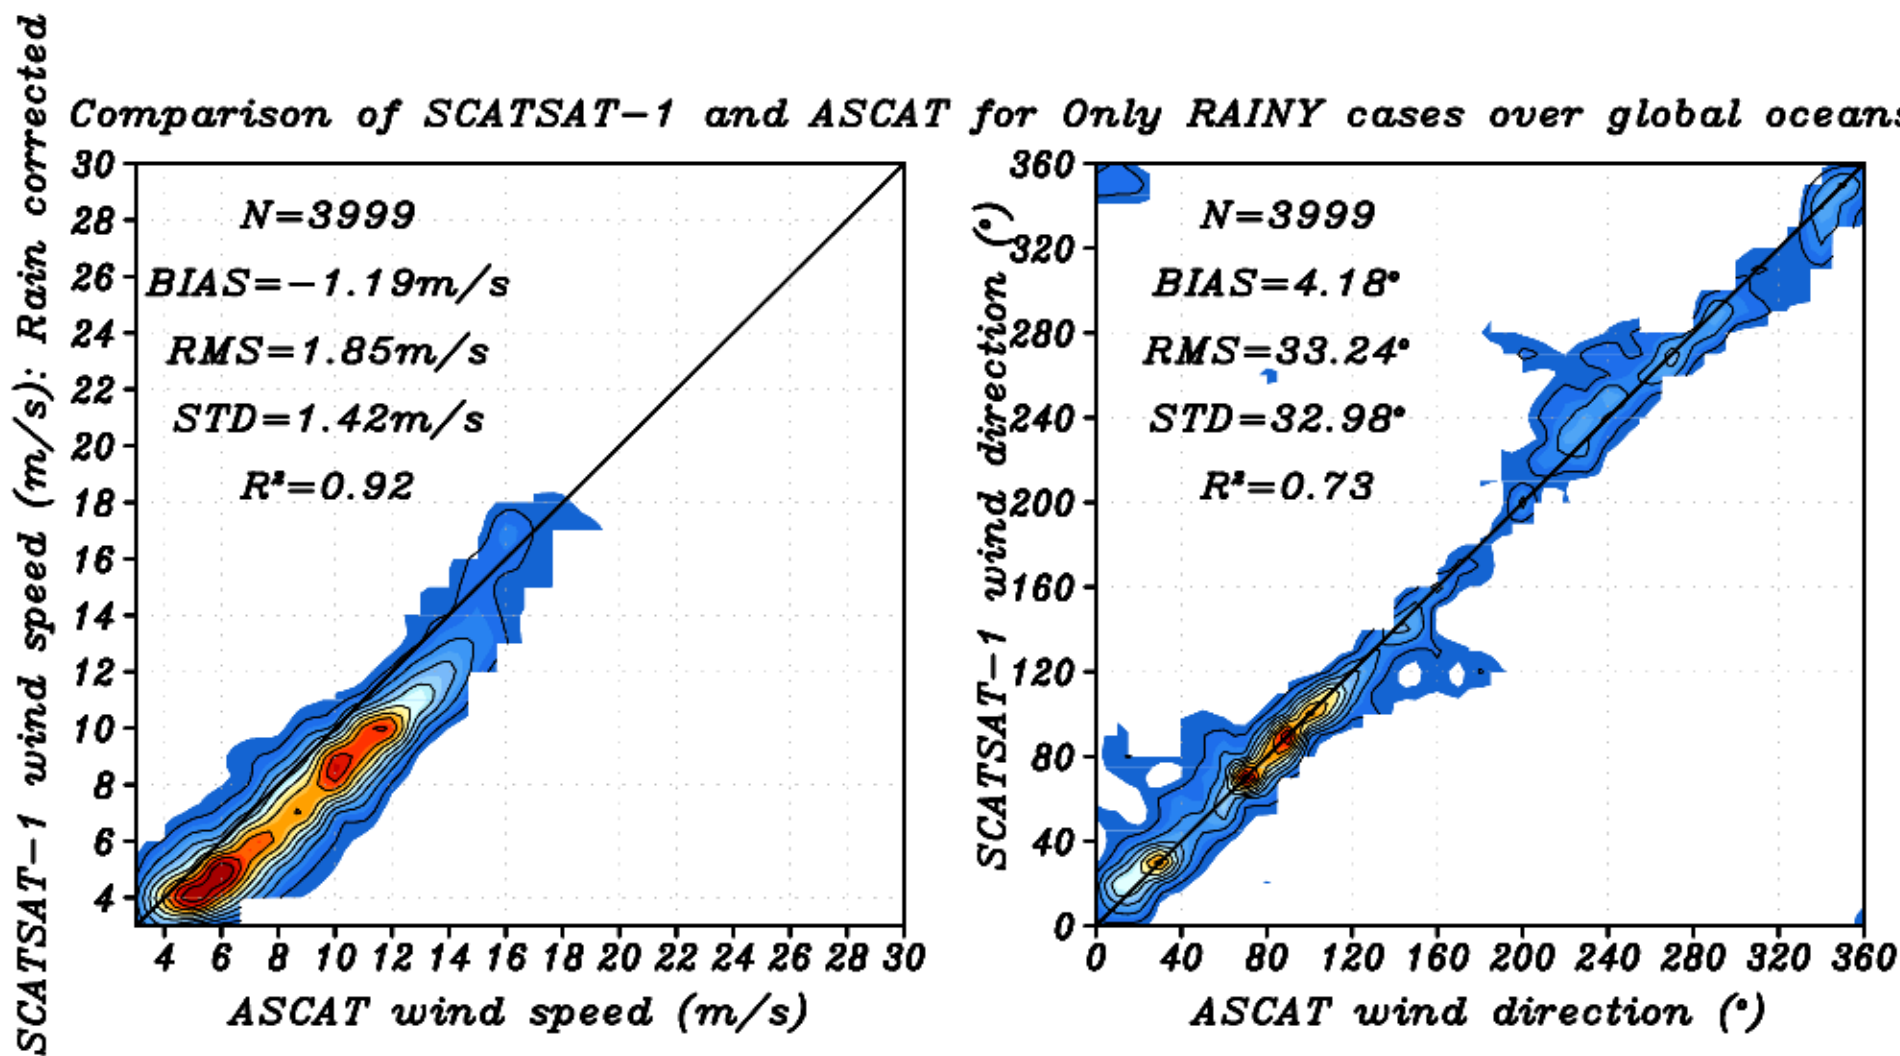 Comparison of SCATSAT-1 and ASCAT for Only RAINY cases over global oceans
SCATSAT-1 wind speed (m/s): Rain corrected
30
28
26
24
22
20
18
16
14
12
10
8
6
4
N=3999
BIAS=-1.19m/s
RMS=1.85m/s
STD=1.42m/s
R²=0.92
4 6 8 10 12 14 16 18 20 22 24 26 28 30
ASCAT wind speed (m/s)
SCATSAT-1 wind direction (°)
360
320
280
240
200
160
120
80
40
0
N=3999
BIAS=4.18°
RMS=33.24°
STD=32.98°
R²=0.73
0 40 80 120 160 200 240 280 320 360
ASCAT wind direction (°)